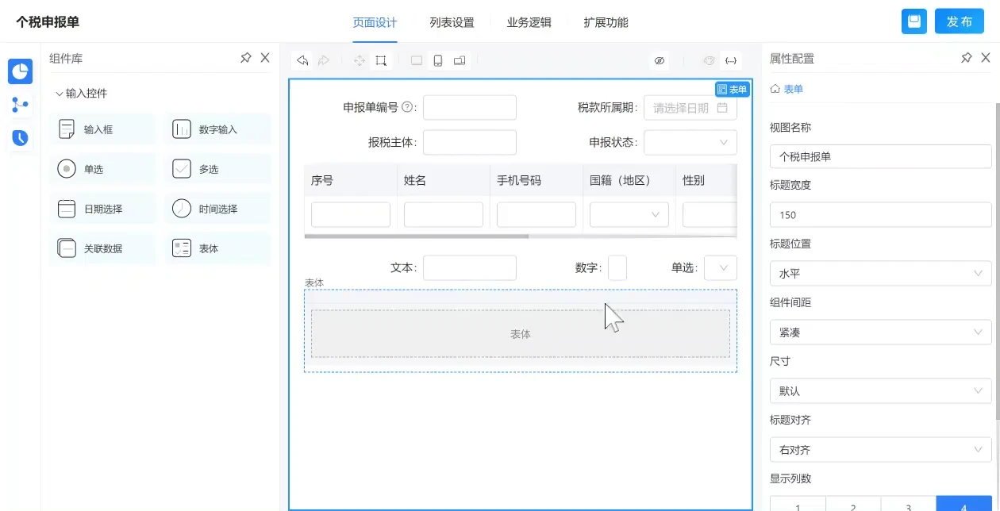 个税申报单
页面设计
列表设置
业务逻辑
扩展功能
发布
组件库
输入控件
输入框
数字输入
单选
多选
日期选择
时间选择
关联数据
表体
表单
申报单编号?:
税款所属期:
请选择日期
报税主体:
申报状态:
序号
姓名
手机号码
国籍（地区）
性别
文本:
数字:
单选:
表体
表体
属性配置
表单
视图名称
个税申报单
标题宽度
150
标题位置
水平
组件间距
紧凑
尺寸
默认
标题对齐
右对齐
显示列数
1
2
3
4